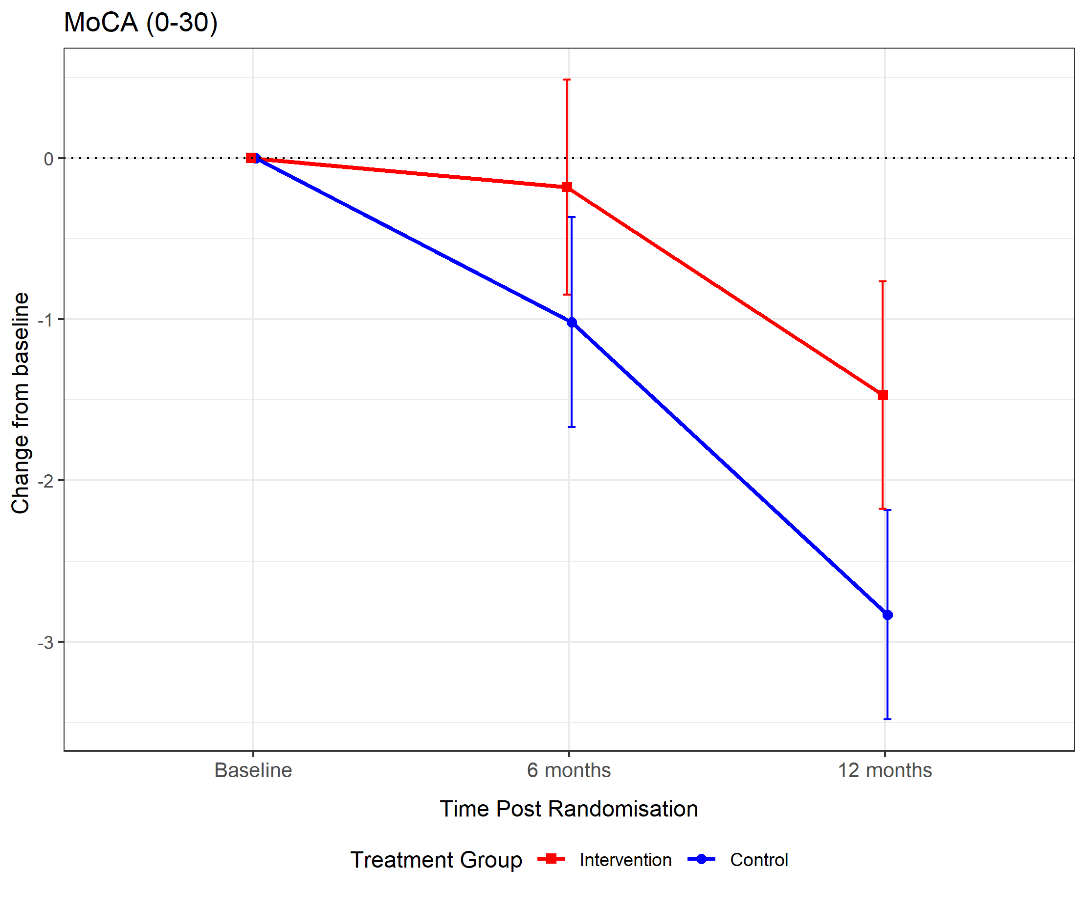 MoCA (0-30)
Change from baseline
0
-1
-2
-3
Baseline 6 months 12 months
Time Post Randomisation
Treatment Group Intervention Control